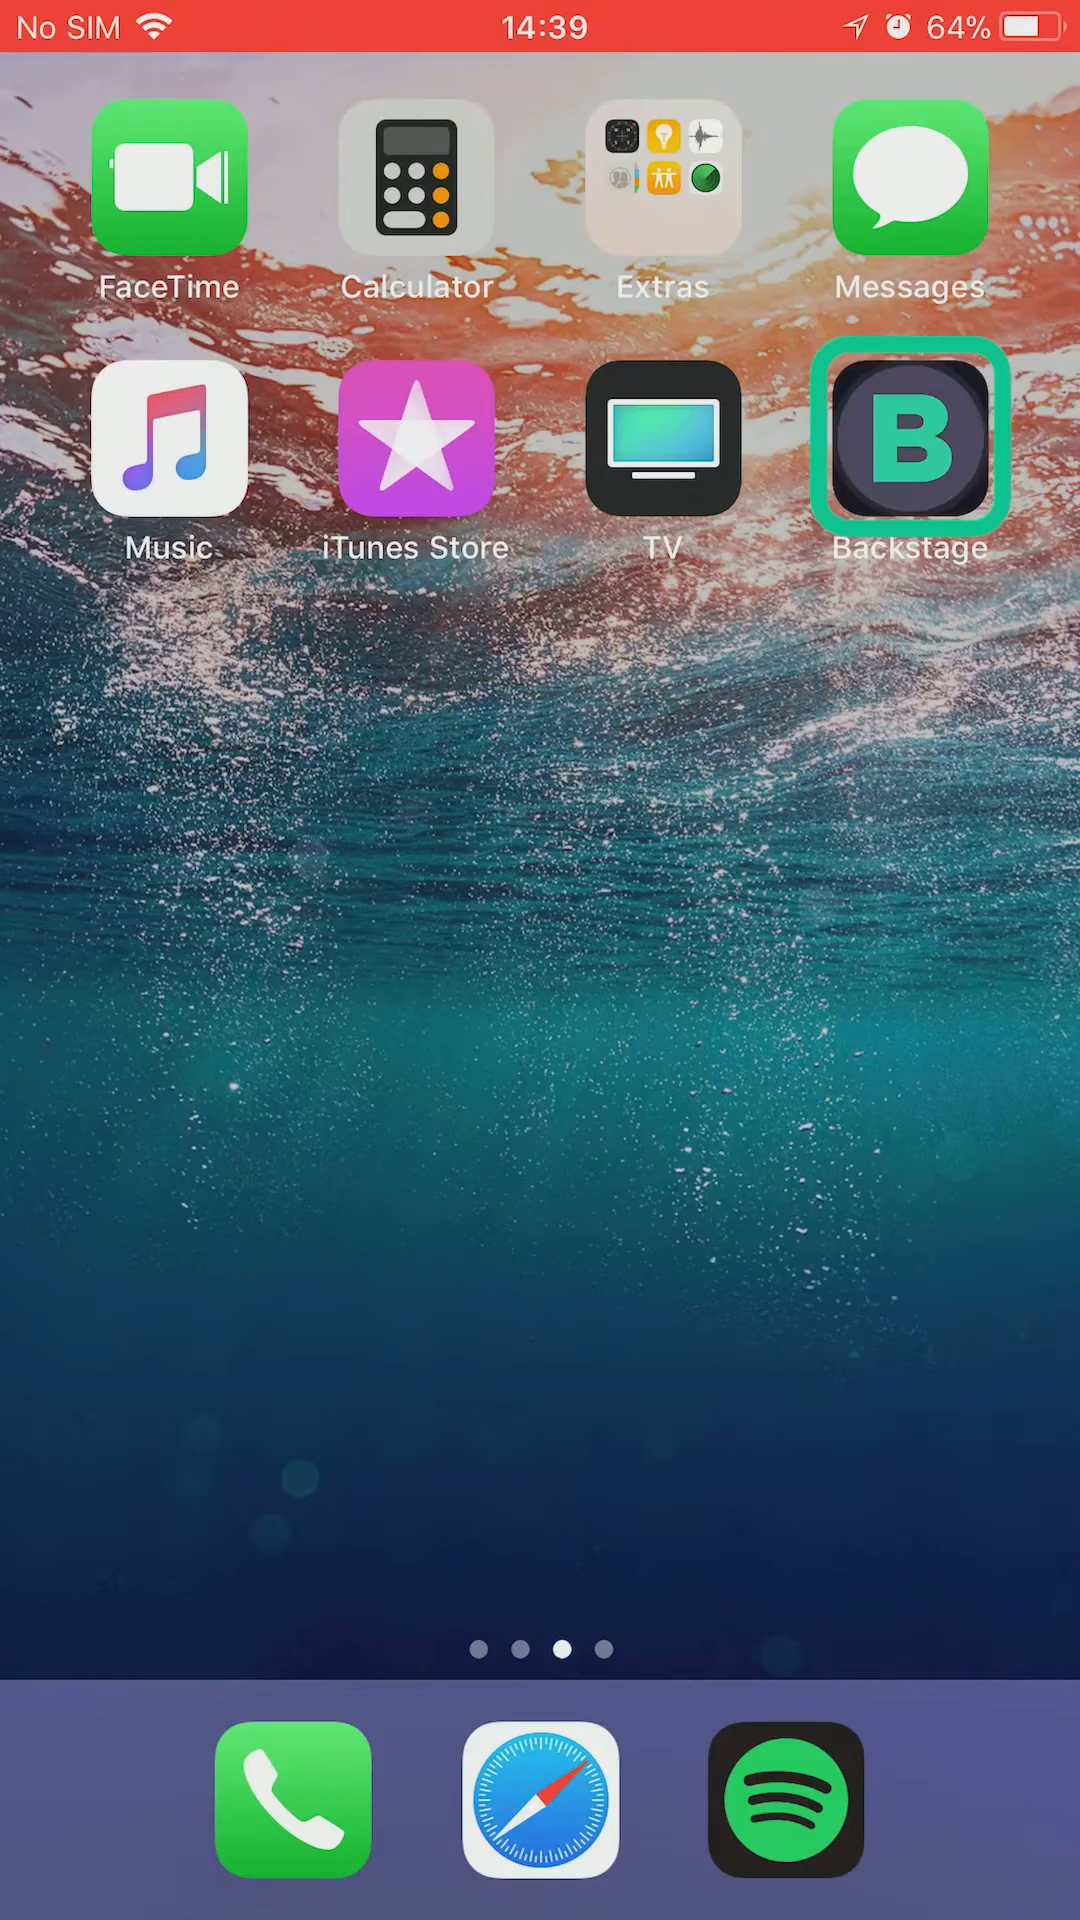 No SIM 14:39 64%
FaceTime Calculator Extras Messages
B
Music iTunes Store TV Backstage